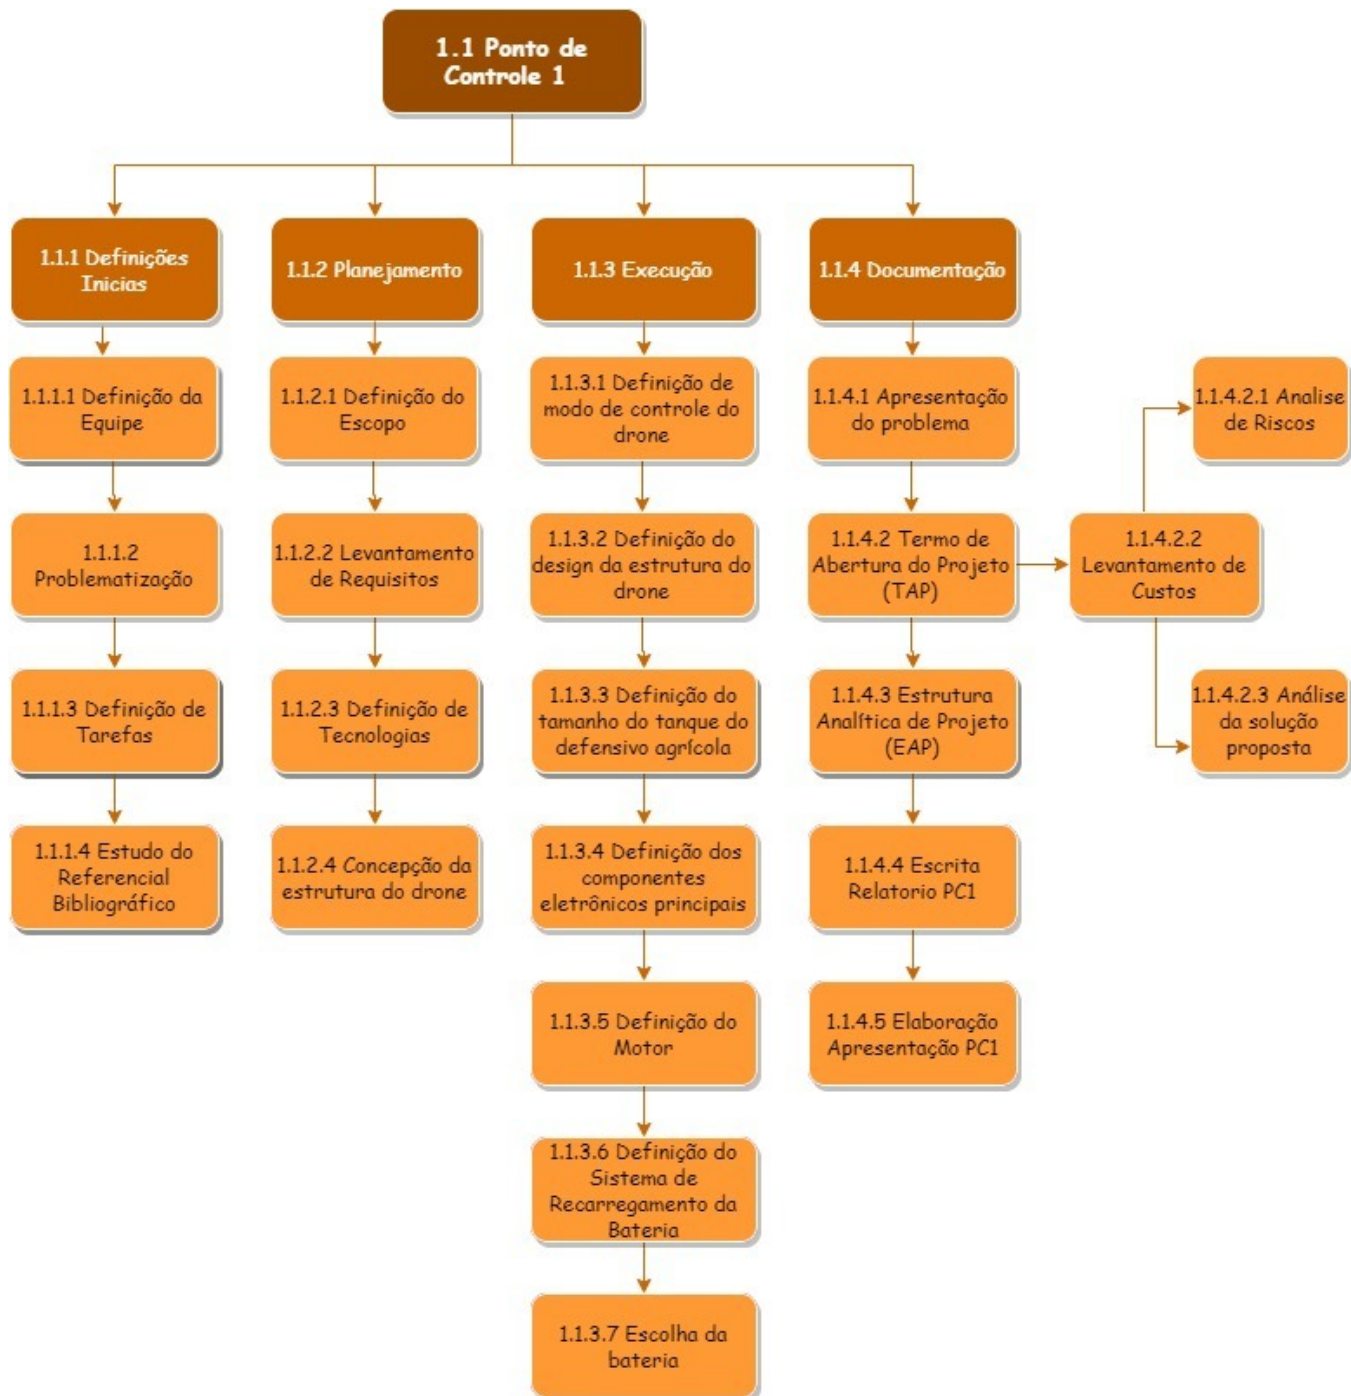 1.1 Ponto de
Controle 1
1.1.1 Definições
Inicias
1.1.2 Planejamento
1.1.3 Execução
1.1.4 Documentação
1.1.1.1 Definição da
Equipe
1.1.2.1 Definição do
Escopo
1.1.3.1 Definição de
modo de controle do
drone
1.1.4.1 Apresentação
do problema
1.1.4.2.1 Analise
de Riscos
1.1.1.2
Problematização
1.1.2.2 Levantamento
de Requisitos
1.1.3.2 Definição do
design da estrutura do
drone
1.1.4.2 Termo de
Abertura do Projeto
(TAP)
1.1.4.2.2
Levantamento de
Custos
1.1.1.3 Definição de
Tarefas
1.1.2.3 Definição de
Tecnologias
1.1.3.3 Definição do
tamanho do tanque do
defensivo agrícola
1.1.4.3 Estrutura
Analítica de Projeto
(EAP)
1.1.4.2.3 Análise
da solução
proposta
1.1.1.4 Estudo do
Referencial
Bibliográfico
1.1.2.4 Concepção da
estrutura do drone
1.1.3.4 Definição dos
componentes
eletrônicos principais
1.1.4.4 Escrita
Relatorio PC1
1.1.3.5 Definição do
Motor
1.1.4.5 Elaboração
Apresentação PC1
1.1.3.6 Definição do
Sistema de
Recarregamento da
Bateria
1.1.3.7 Escolha da
bateria